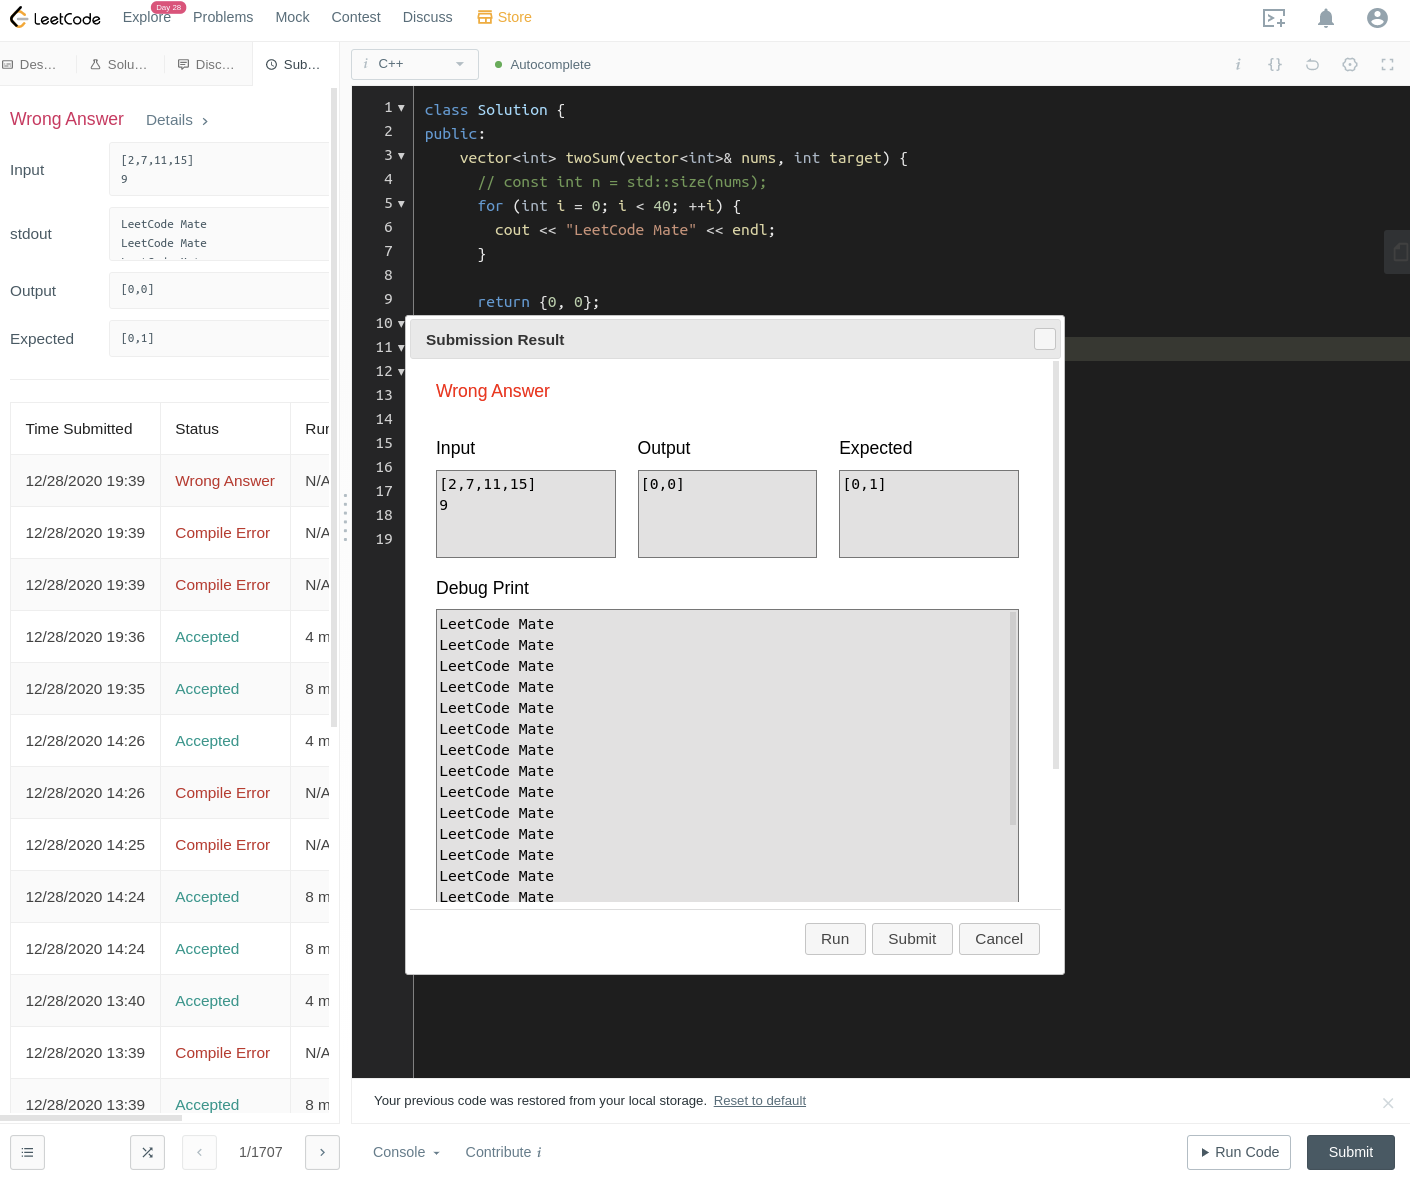 LeetCode Explore Day 28 Problems Mock Contest Discuss Store
Des... Solu... Disc... Sub...
i C++ Autocomplete i {}
Wrong Answer Details >
Input
[2,7,11,15]
9
stdout
LeetCode Mate
LeetCode Mate
LeetCode Mate
Output [0,0]
Expected [0,1]
Time Submitted Status Run
12/28/2020 19:39 Wrong Answer N/A
12/28/2020 19:39 Compile Error N/A
12/28/2020 19:39 Compile Error N/A
12/28/2020 19:36 Accepted 4 m
12/28/2020 19:35 Accepted 8 m
12/28/2020 14:26 Accepted 4 m
12/28/2020 14:26 Compile Error N/A
12/28/2020 14:25 Compile Error N/A
12/28/2020 14:24 Accepted 8 m
12/28/2020 14:24 Accepted 8 m
12/28/2020 13:40 Accepted 4 m
12/28/2020 13:39 Compile Error N/A
12/28/2020 13:39 Accepted 8 m
1 class Solution {
2 public:
3 vector<int> twoSum(vector<int>& nums, int target) {
4 // const int n = std::size(nums);
5 for (int i = 0; i < 40; ++i) {
6 cout << "LeetCode Mate" << endl;
7 }
8
9 return {0, 0};
10
11
12
13
14
15
16
17
18
19
Submission Result
Wrong Answer
Input Output Expected
[2,7,11,15] [0,0] [0,1]
9
Debug Print
LeetCode Mate
LeetCode Mate
LeetCode Mate
LeetCode Mate
LeetCode Mate
LeetCode Mate
LeetCode Mate
LeetCode Mate
LeetCode Mate
LeetCode Mate
LeetCode Mate
LeetCode Mate
LeetCode Mate
LeetCode Mate
Run Submit Cancel
Your previous code was restored from your local storage. Reset to default
1/1707 Console Contribute i Run Code Submit